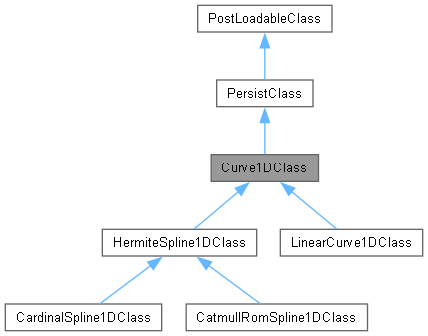 PostLoadableClass
PersistClass
Curve1DClass
HermiteSpline1DClass
LinearCurve1DClass
CardinalSpline1DClass
CatmullRomSpline1DClass